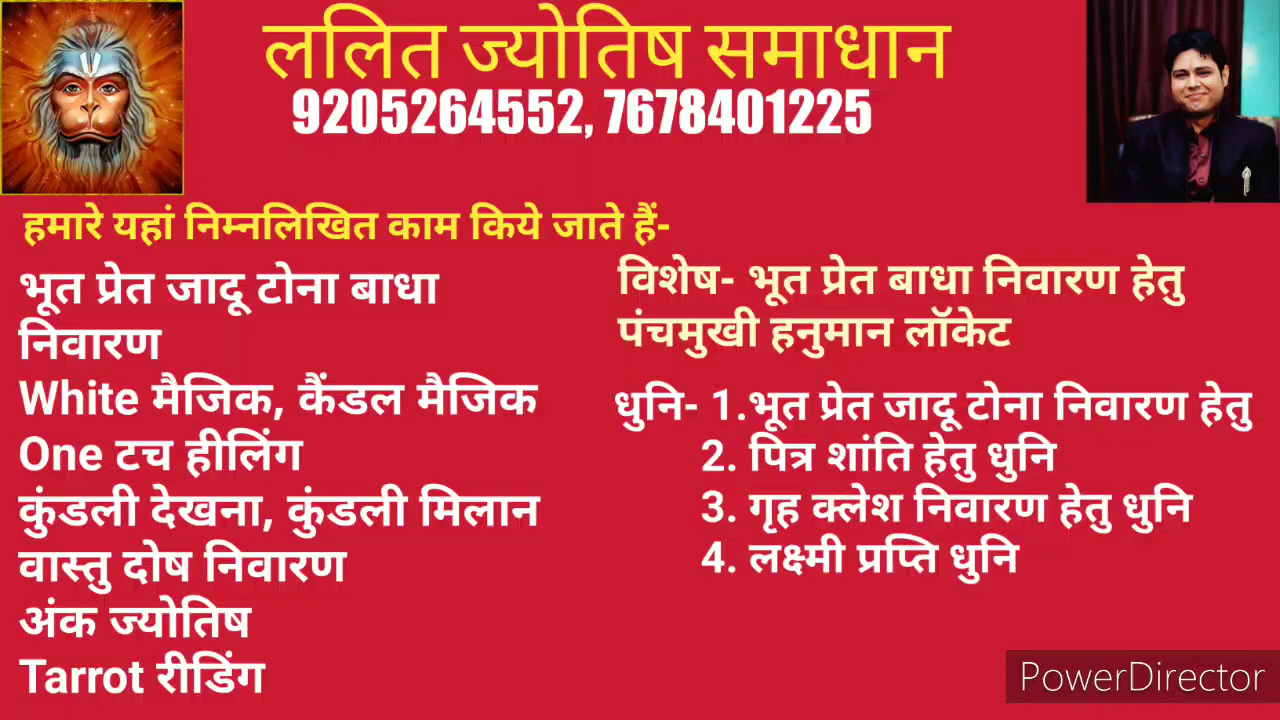 ललित ज्योतिष समाधान
9205264552, 7678401225
हमारे यहां निम्नलिखित काम किये जाते हैं-
भूत प्रेत जादू टोना बाधा
निवारण
White मैजिक, कैंडल मैजिक
One टच हीलिंग
कुंडली देखना, कुंडली मिलान
वास्तु दोष निवारण
अंक ज्योतिष
Tarrot रीडिंग
विशेष- भूत प्रेत बाधा निवारण हेतु
पंचमुखी हनुमान लॉकेट
धुनि- 1.भूत प्रेत जादू टोना निवारण हेतु
2. पित्र शांति हेतु धुनि
3. गृह क्लेश निवारण हेतु धुनि
4. लक्ष्मी प्रप्ति धुनि
PowerDirector